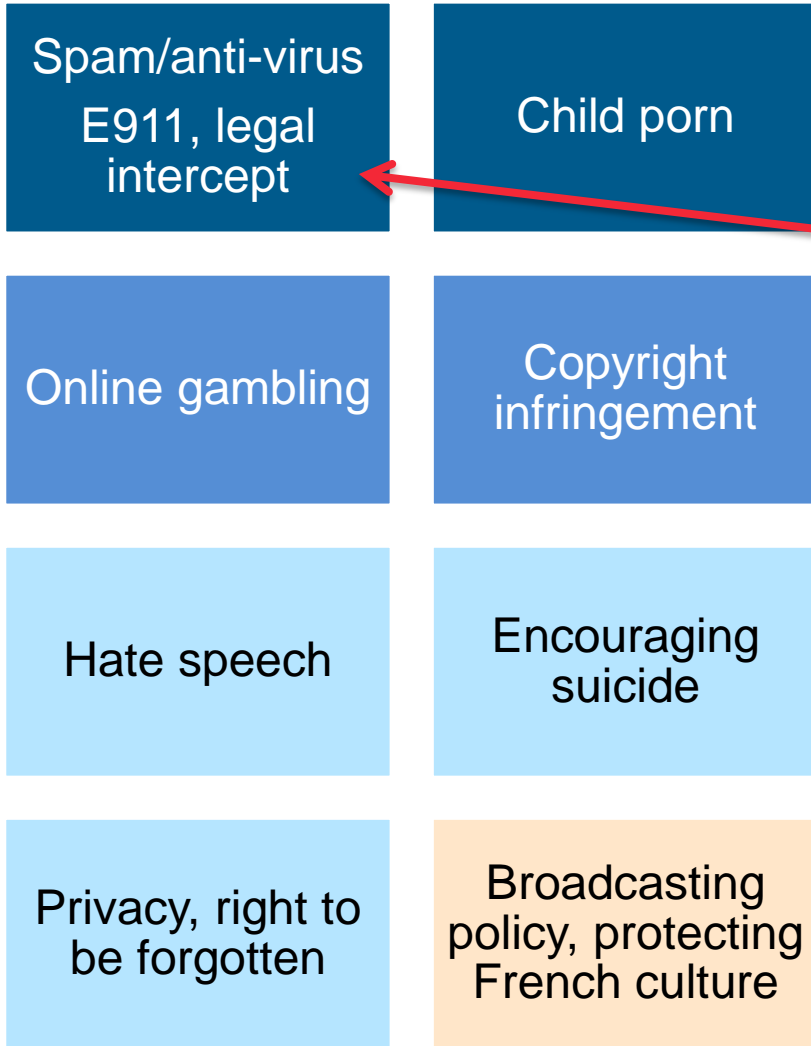 Spam/anti-virus
E911, legal
intercept
Child porn
Online gambling
Copyright
infringement
Hate speech
Encouraging
suicide
Privacy, right to
be forgotten
Broadcasting
policy, protecting
French culture